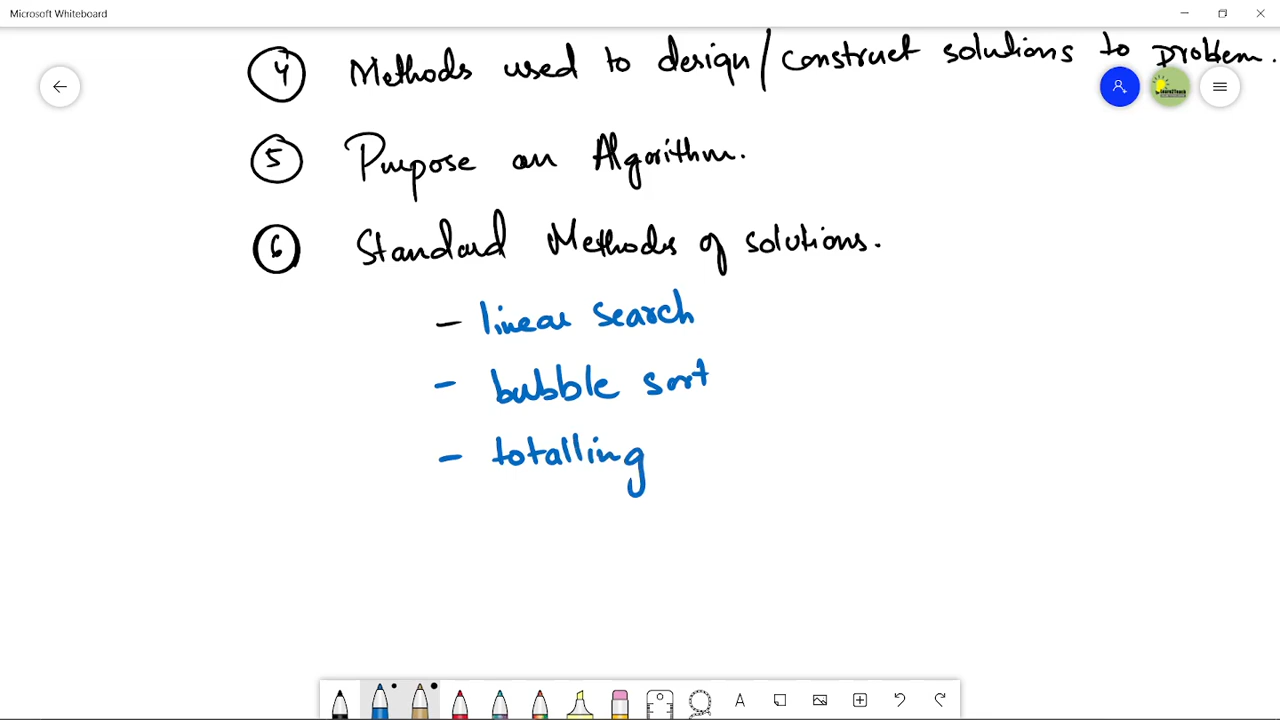 Microsoft Whiteboard
4 Methods used to design/construct solutions to problem.
5 Purpose an Algorithm.
6 Standard Methods of solutions.
- linear search
- bubble sort
- totalling
A